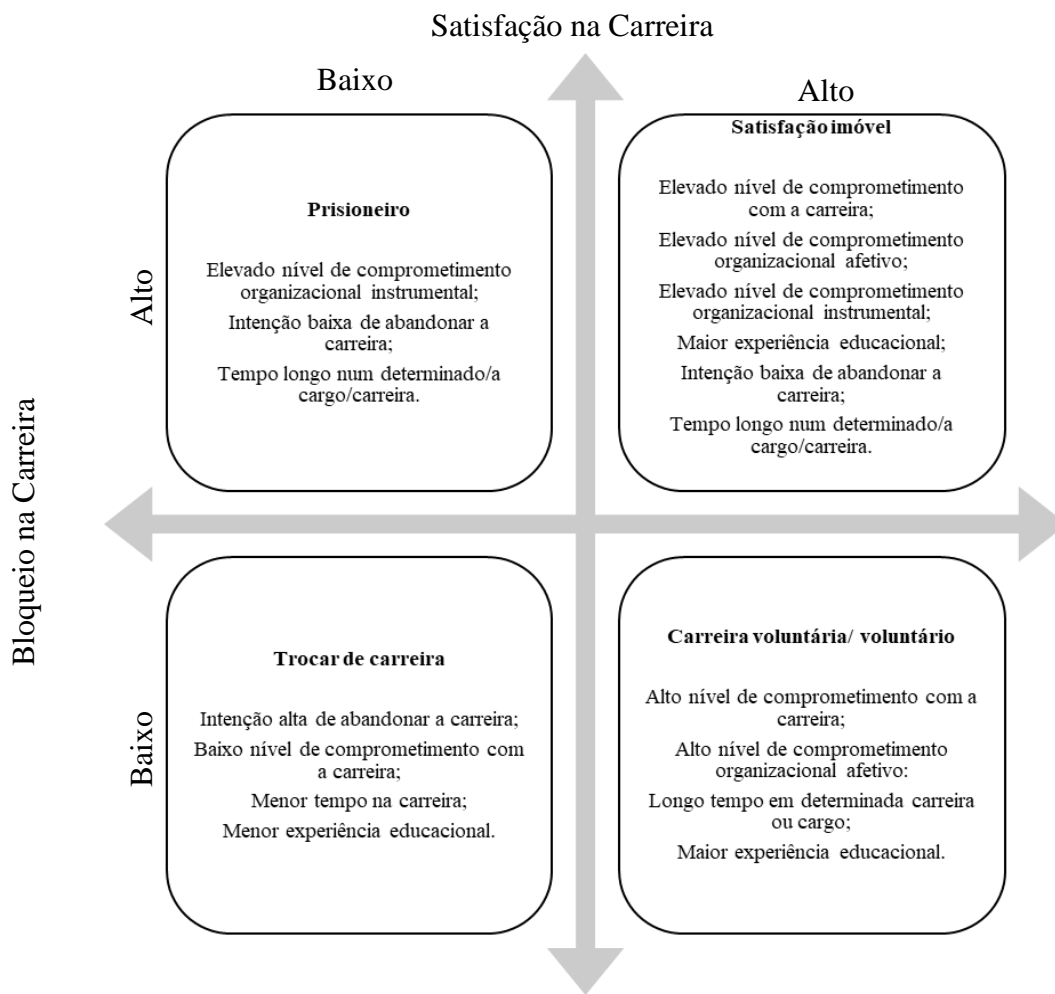 Satisfação na Carreira
Baixo
Alto
Bloqueio na Carreira
Alto
Prisioneiro
Elevado nível de comprometimento
organizacional instrumental;
Intenção baixa de abandonar a
carreira;
Tempo longo num determinado/a
cargo/carreira.
Satisfação imóvel
Elevado nível de comprometimento
com a carreira;
Elevado nível de comprometimento
organizacional afetivo;
Elevado nível de comprometimento
organizacional instrumental;
Maior experiência educacional;
Intenção baixa de abandonar a
carreira;
Tempo longo num determinado/a
cargo/carreira.
Baixo
Trocar de carreira
Intenção alta de abandonar a carreira;
Baixo nível de comprometimento com
a carreira;
Menor tempo na carreira;
Menor experiência educacional.
Carreira voluntária/ voluntário
Alto nível de comprometimento com a
carreira;
Alto nível de comprometimento
organizacional afetivo:
Longo tempo em determinada carreira
ou cargo;
Maior experiência educacional.